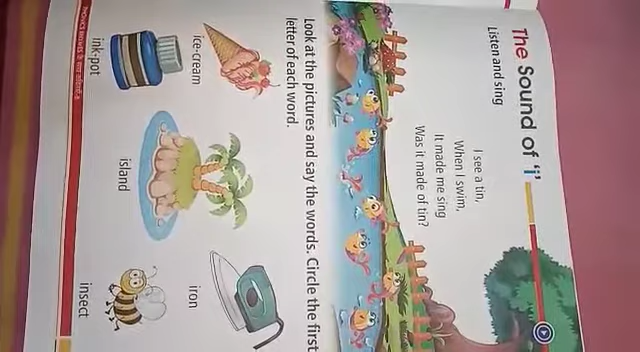 The Sound of 'i'
Listen and sing
I see a tin,
When I swim,
It made me sing
Was it made of tin?
Look at the pictures and say the words. Circle the first
letter of each word.
ice-cream
iron
ink-pot
island
insect